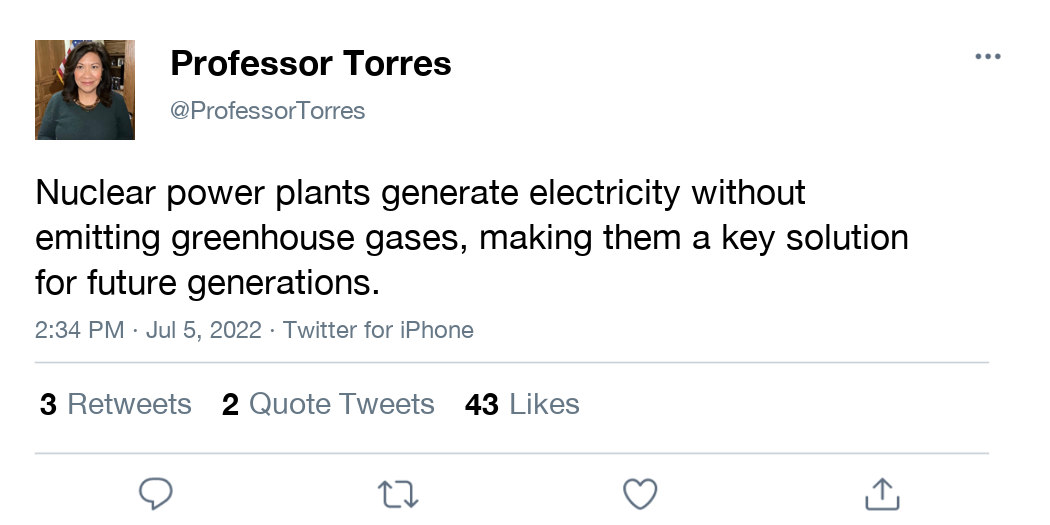 Professor Torres
@ProfessorTorres
Nuclear power plants generate electricity without
emitting greenhouse gases, making them a key solution
for future generations.
2:34 PM · Jul 5, 2022 · Twitter for iPhone
3 Retweets 2 Quote Tweets 43 Likes